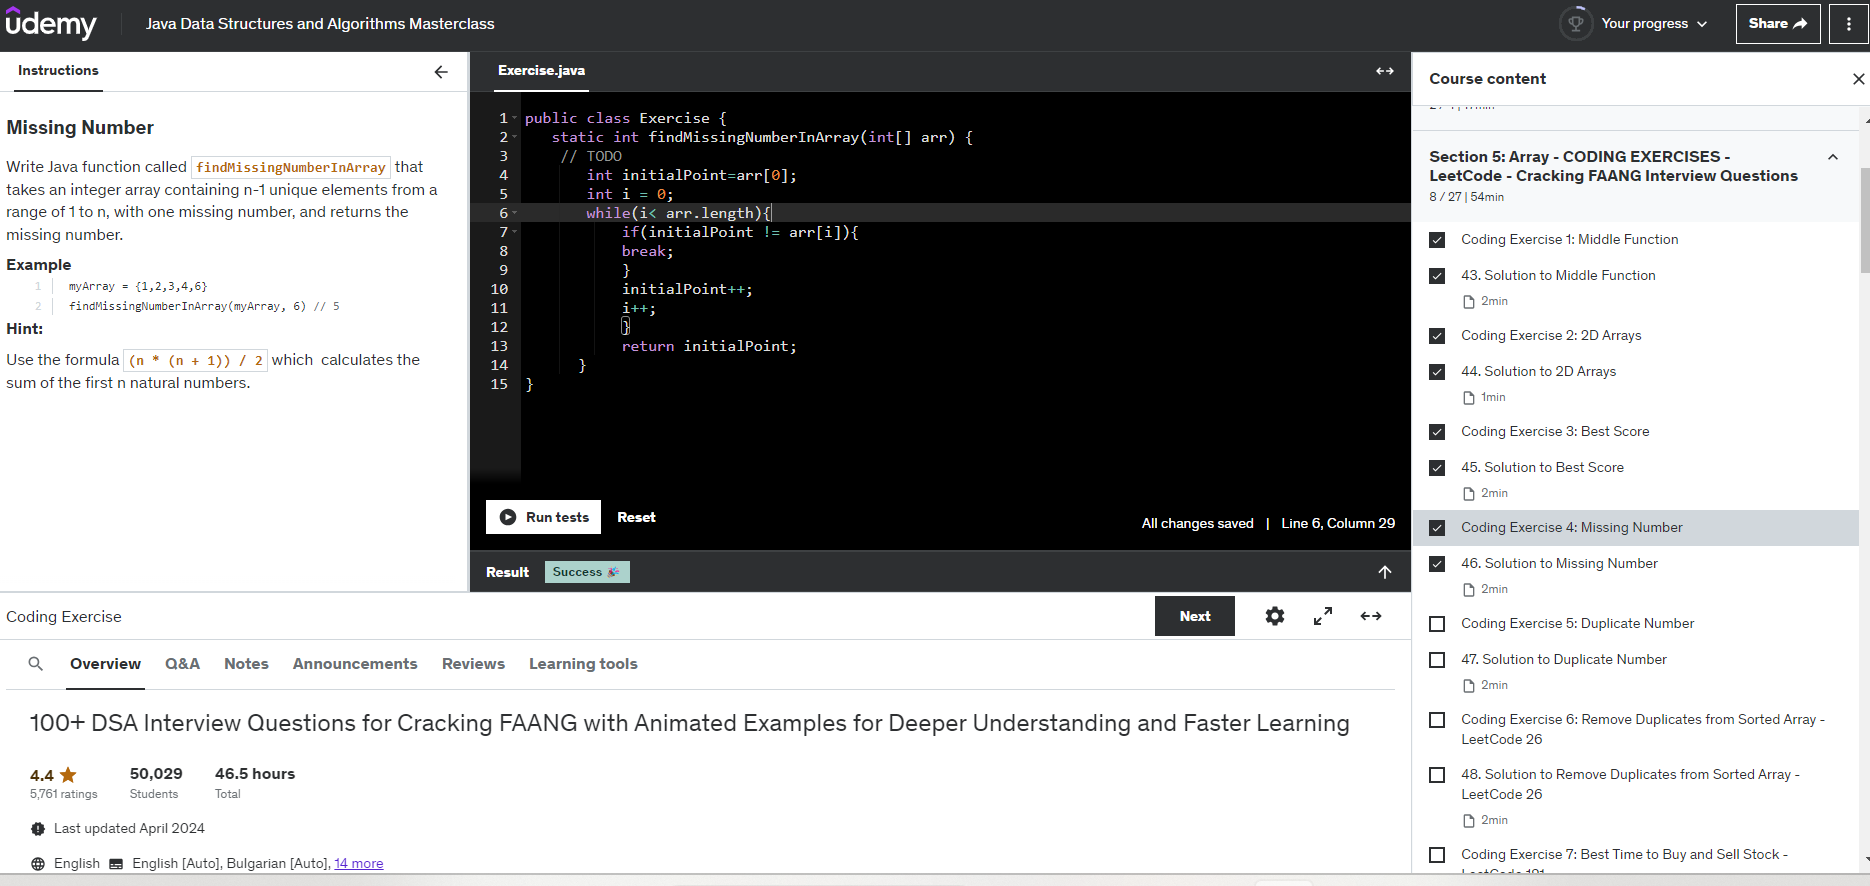 ûdemy
Java Data Structures and Algorithms Masterclass
Your progress
Share
Instructions
Missing Number
Write Java function called findMissingNumberInArray that
takes an integer array containing n-1 unique elements from a
range of 1 to n, with one missing number, and returns the
missing number.
Example
1 myArray = {1,2,3,4,6}
2 findMissingNumberInArray(myArray, 6) // 5
Hint:
Use the formula (n * (n + 1)) / 2 which calculates the
sum of the first n natural numbers.
Exercise.java
1 public class Exercise {
2 static int findMissingNumberInArray(int[] arr) {
3 // TODO
4 int initialPoint=arr[0];
5 int i = 0;
6 while(i< arr.length){
7 if(initialPoint != arr[i]){
8 break;
9 }
10 initialPoint++;
11 i++;
12 }
13 return initialPoint;
14 }
15 }
Run tests
Reset
All changes saved | Line 6, Column 29
Result
Success
Coding Exercise
Next
Overview
Q&A
Notes
Announcements
Reviews
Learning tools
100+ DSA Interview Questions for Cracking FAANG with Animated Examples for Deeper Understanding and Faster Learning
4.4
50,029
46.5 hours
5,761 ratings
Students
Total
Last updated April 2024
English
English [Auto], Bulgarian [Auto], 14 more
Course content
Section 5: Array - CODING EXERCISES -
LeetCode - Cracking FAANG Interview Questions
8 / 27 | 54min
Coding Exercise 1: Middle Function
43. Solution to Middle Function
2min
Coding Exercise 2: 2D Arrays
44. Solution to 2D Arrays
1min
Coding Exercise 3: Best Score
45. Solution to Best Score
2min
Coding Exercise 4: Missing Number
46. Solution to Missing Number
2min
Coding Exercise 5: Duplicate Number
47. Solution to Duplicate Number
2min
Coding Exercise 6: Remove Duplicates from Sorted Array -
LeetCode 26
48. Solution to Remove Duplicates from Sorted Array -
LeetCode 26
2min
Coding Exercise 7: Best Time to Buy and Sell Stock -